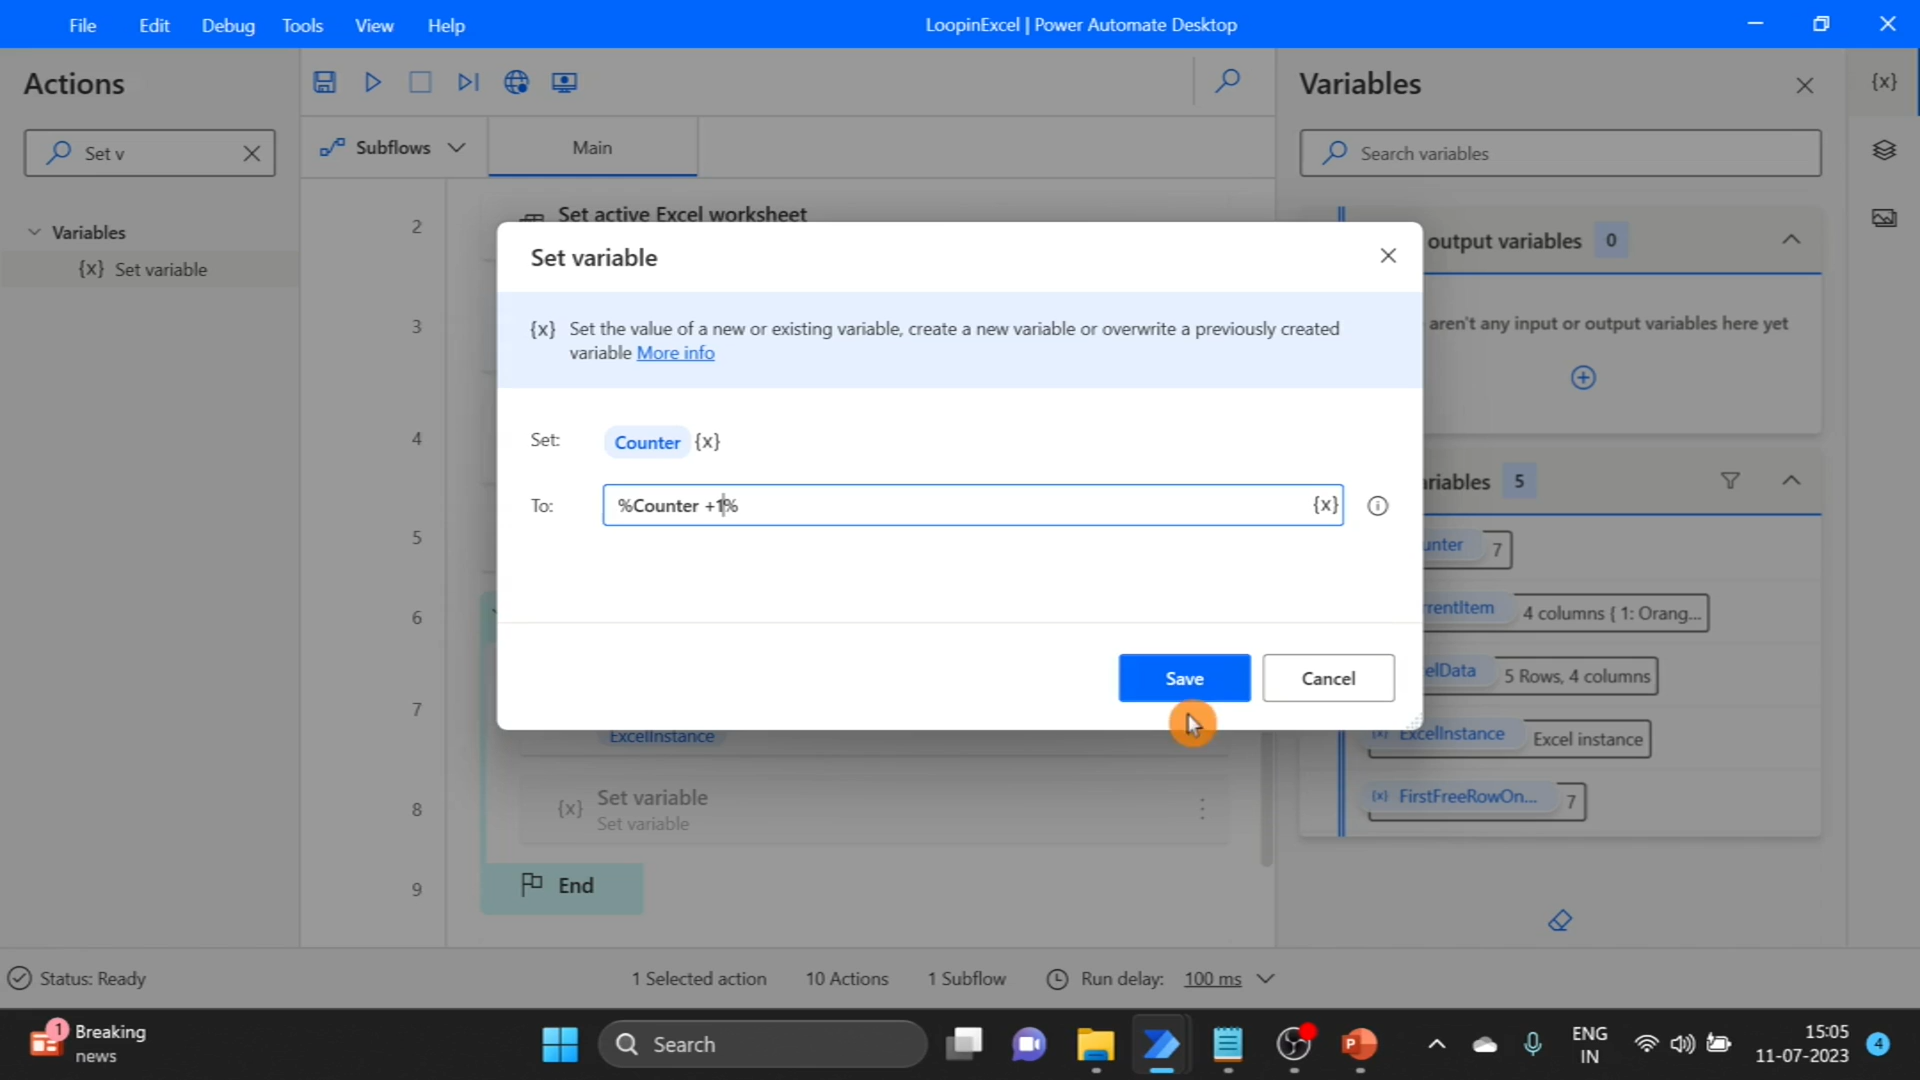 File Edit Debug Tools View Help LoopinExcel | Power Automate Desktop
Actions
Set v
Variables
{x} Set variable
Subflows Main
2 Set active Excel worksheet
3
4
5
6
7 ExcelInstance
8 {x} Set variable
Set variable
9 End
Set variable
{x} Set the value of a new or existing variable, create a new variable or overwrite a previously created
variable More info
Set: Counter {x}
To: %Counter +1% {x}
Save Cancel
Variables {x}
Search variables
output variables 0
aren't any input or output variables here yet
riables 5
unter 7
rrentItem 4 columns { 1: Orang...
elData 5 Rows, 4 columns
ExcelInstance Excel instance
{x} FirstFreeRowOn... 7
Status: Ready 1 Selected action 10 Actions 1 Subflow Run delay: 100 ms
1 Breaking
news
Search
P
ENG
IN
15:05
11-07-2023
4